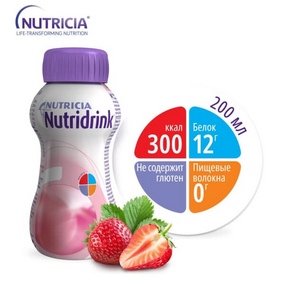 NUTRICIA
LIFE-TRANSFORMING NUTRITION
NUTRICIA
Nutridrink
200 мл
ккал
300
Белок
12г
Не содержит
глютен
Пищевые
волокна
0г